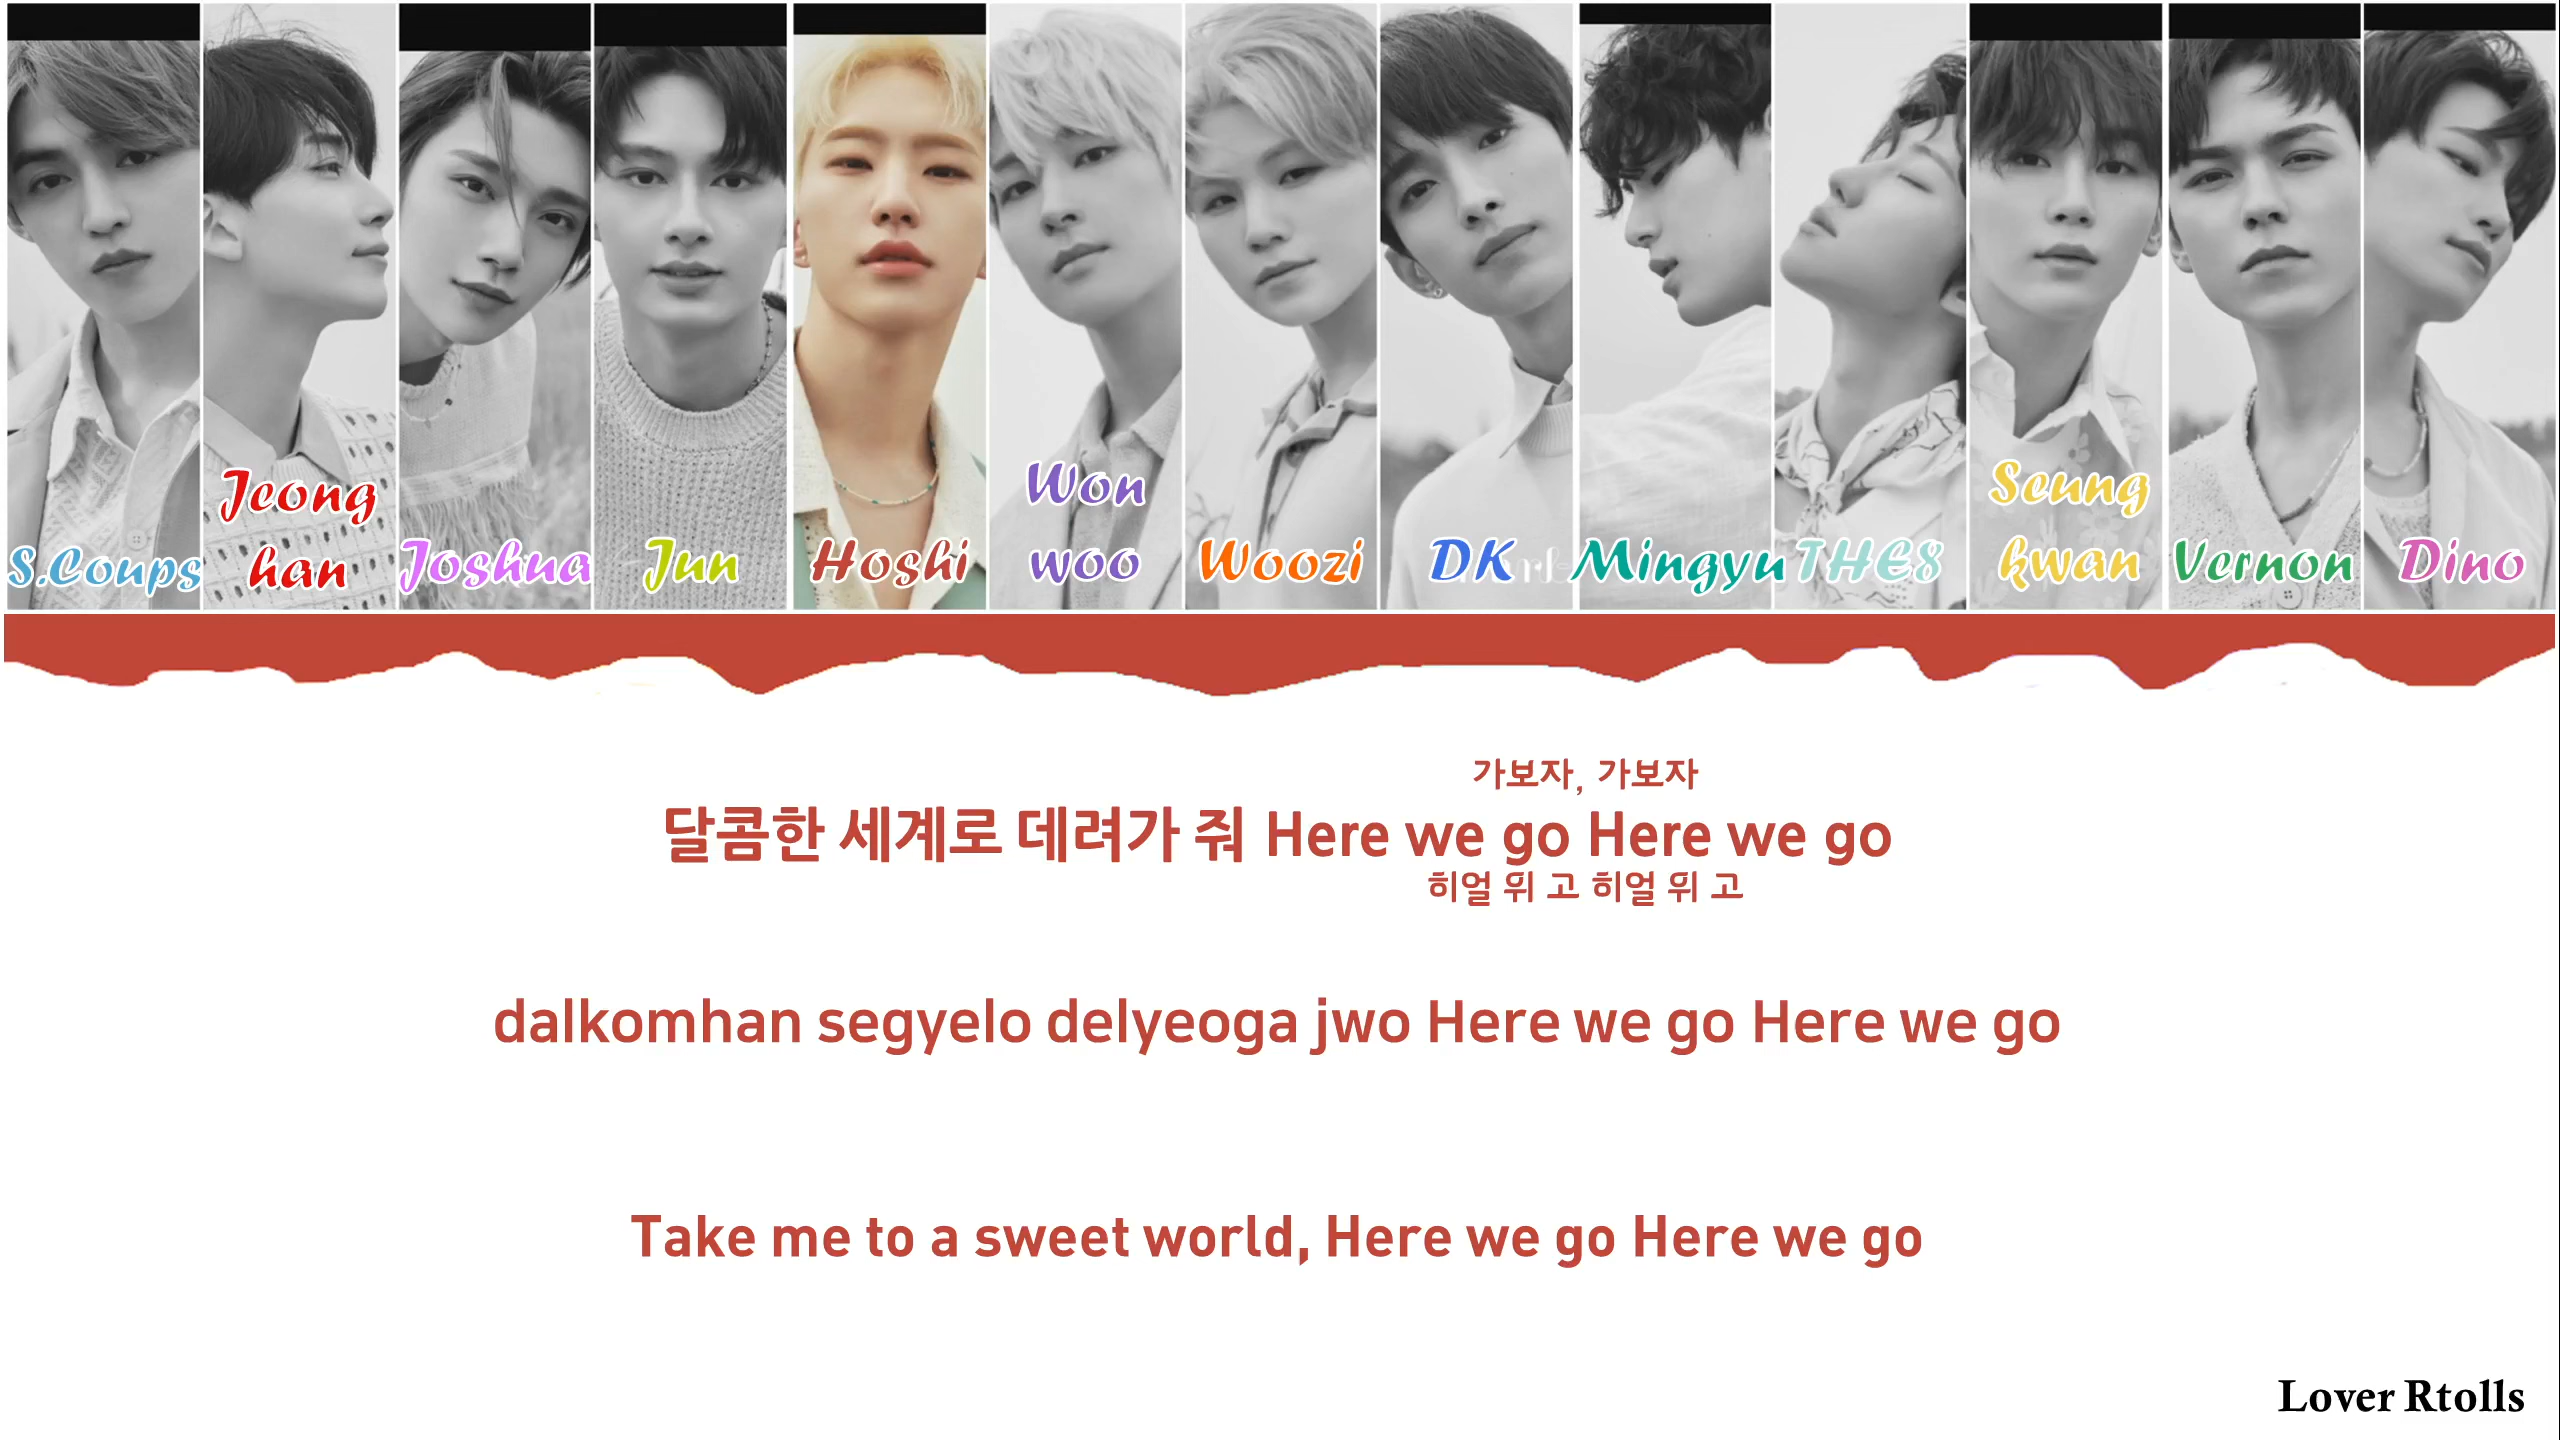 S.Coups
Jeong
han
Joshua
Jun
Hoshi
Won
woo
Woozi
DK
Mingyu
THE8
Seung
kwan
Vernon
Dino
가보자, 가보자
달콤한 세계로 데려가 줘 Here we go Here we go
히얼 위 고 히얼 위 고
dalkomhan segyelo delyeoga jwo Here we go Here we go
Take me to a sweet world, Here we go Here we go
Lover Rtolls